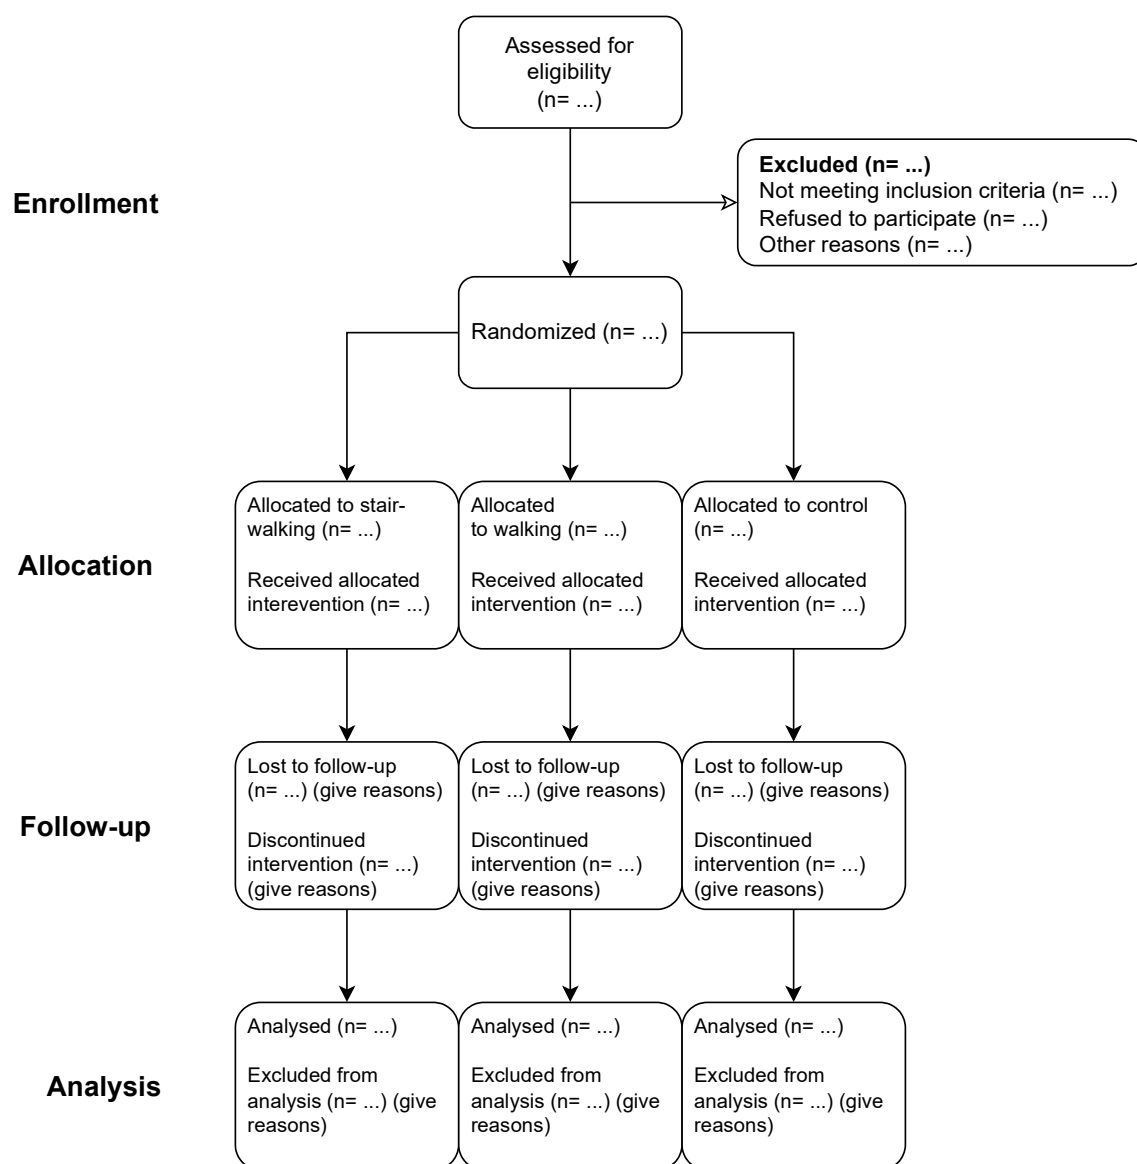 Assessed for
eligibility
(n= ...)
Enrollment
Excluded (n= ...)
Not meeting inclusion criteria (n= ...)
Refused to participate (n= ...)
Other reasons (n= ...)
Randomized (n= ...)
Allocation
Allocated to stair-
walking (n= ...)
Received allocated
interevention (n= ...)
Allocated
to walking (n= ...)
Received allocated
intervention (n= ...)
Allocated to control
(n= ...)
Received allocated
intervention (n= ...)
Follow-up
Lost to follow-up
(n= ...) (give reasons)
Discontinued
intervention (n= ...)
(give reasons)
Lost to follow-up
(n= ...) (give reasons)
Discontinued
intervention (n= ...)
(give reasons)
Lost to follow-up
(n= ...) (give reasons)
Discontinued
intervention (n= ...)
(give reasons)
Analysis
Analysed (n= ...)
Excluded from
analysis (n= ...) (give
reasons)
Analysed (n= ...)
Excluded from
analysis (n= ...) (give
reasons)
Analysed (n= ...)
Excluded from
analysis (n= ...) (give
reasons)